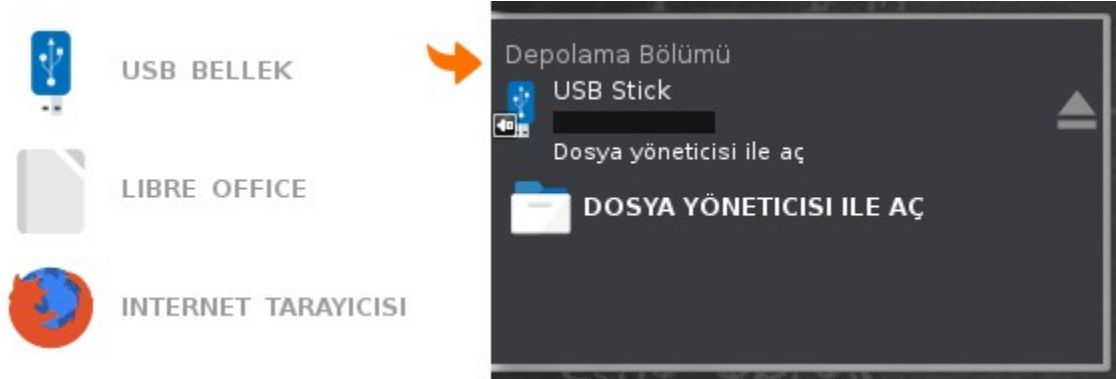 USB BELLEK
LIBRE OFFICE
INTERNET TARAYICISI
Depolama Bölümü
USB Stick
Dosya yöneticisi ile aç
DOSYA YÖNETICISI ILE AÇ